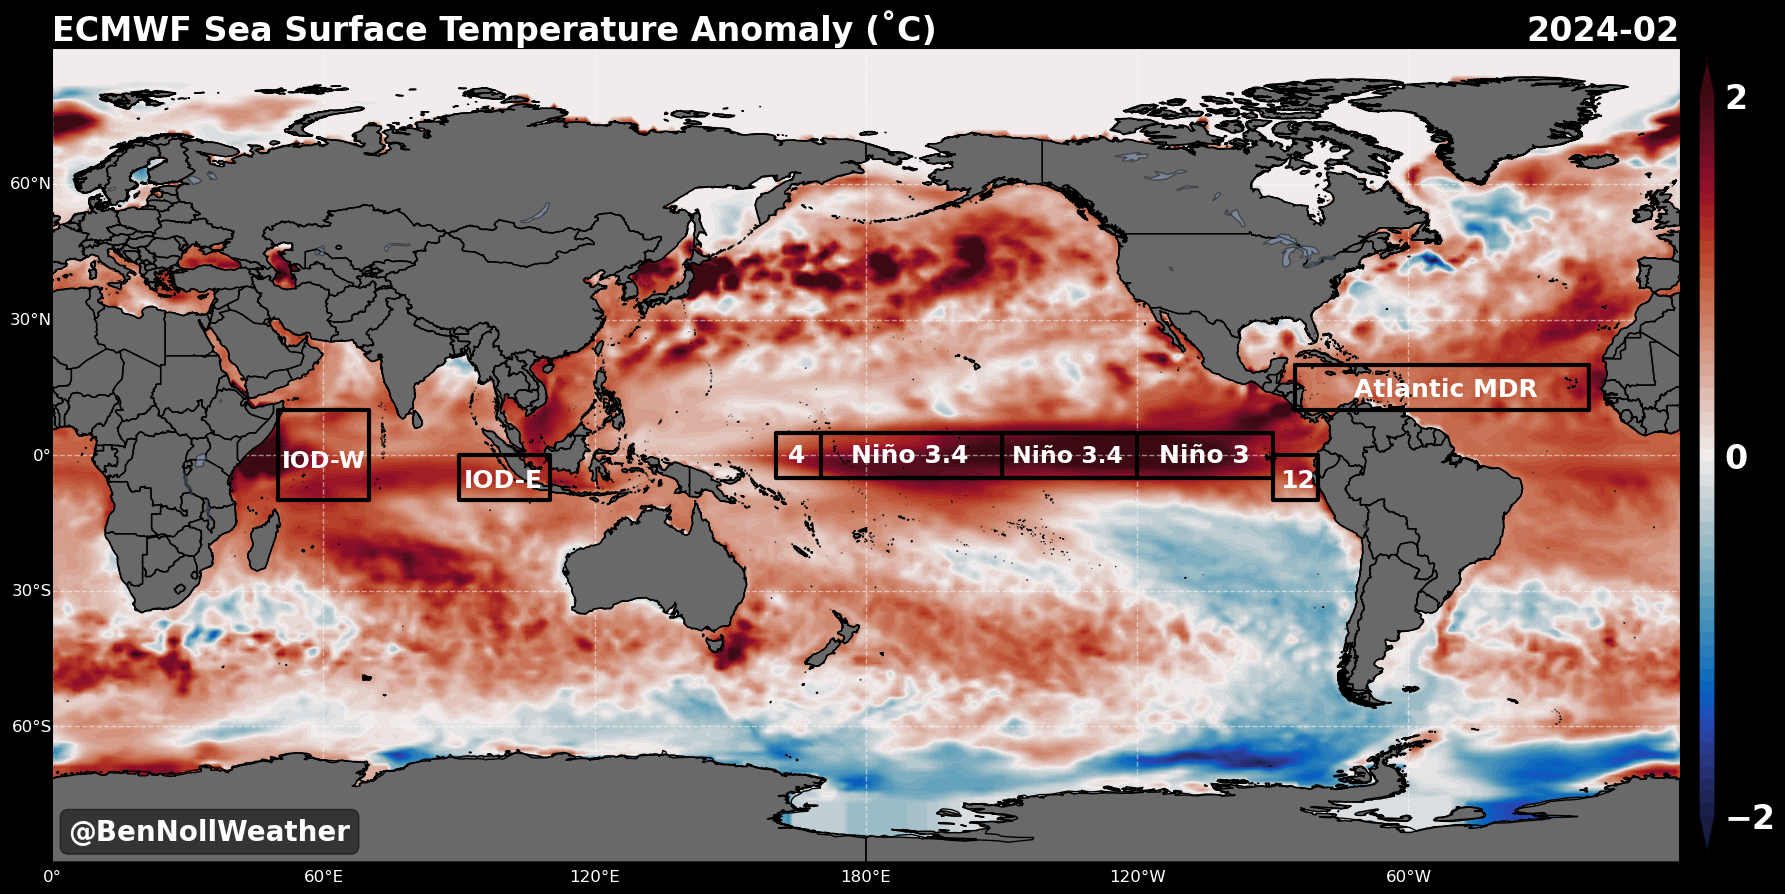 ECMWF Sea Surface Temperature Anomaly (˚C) 2024-02
2
60°N
30°N
Atlantic MDR
0°
IOD-W
IOD-E
4
Niño 3.4
Niño 3.4
Niño 3
12
0
30°S
60°S
−2
@BenNollWeather
0° 60°E 120°E 180°E 120°W 60°W